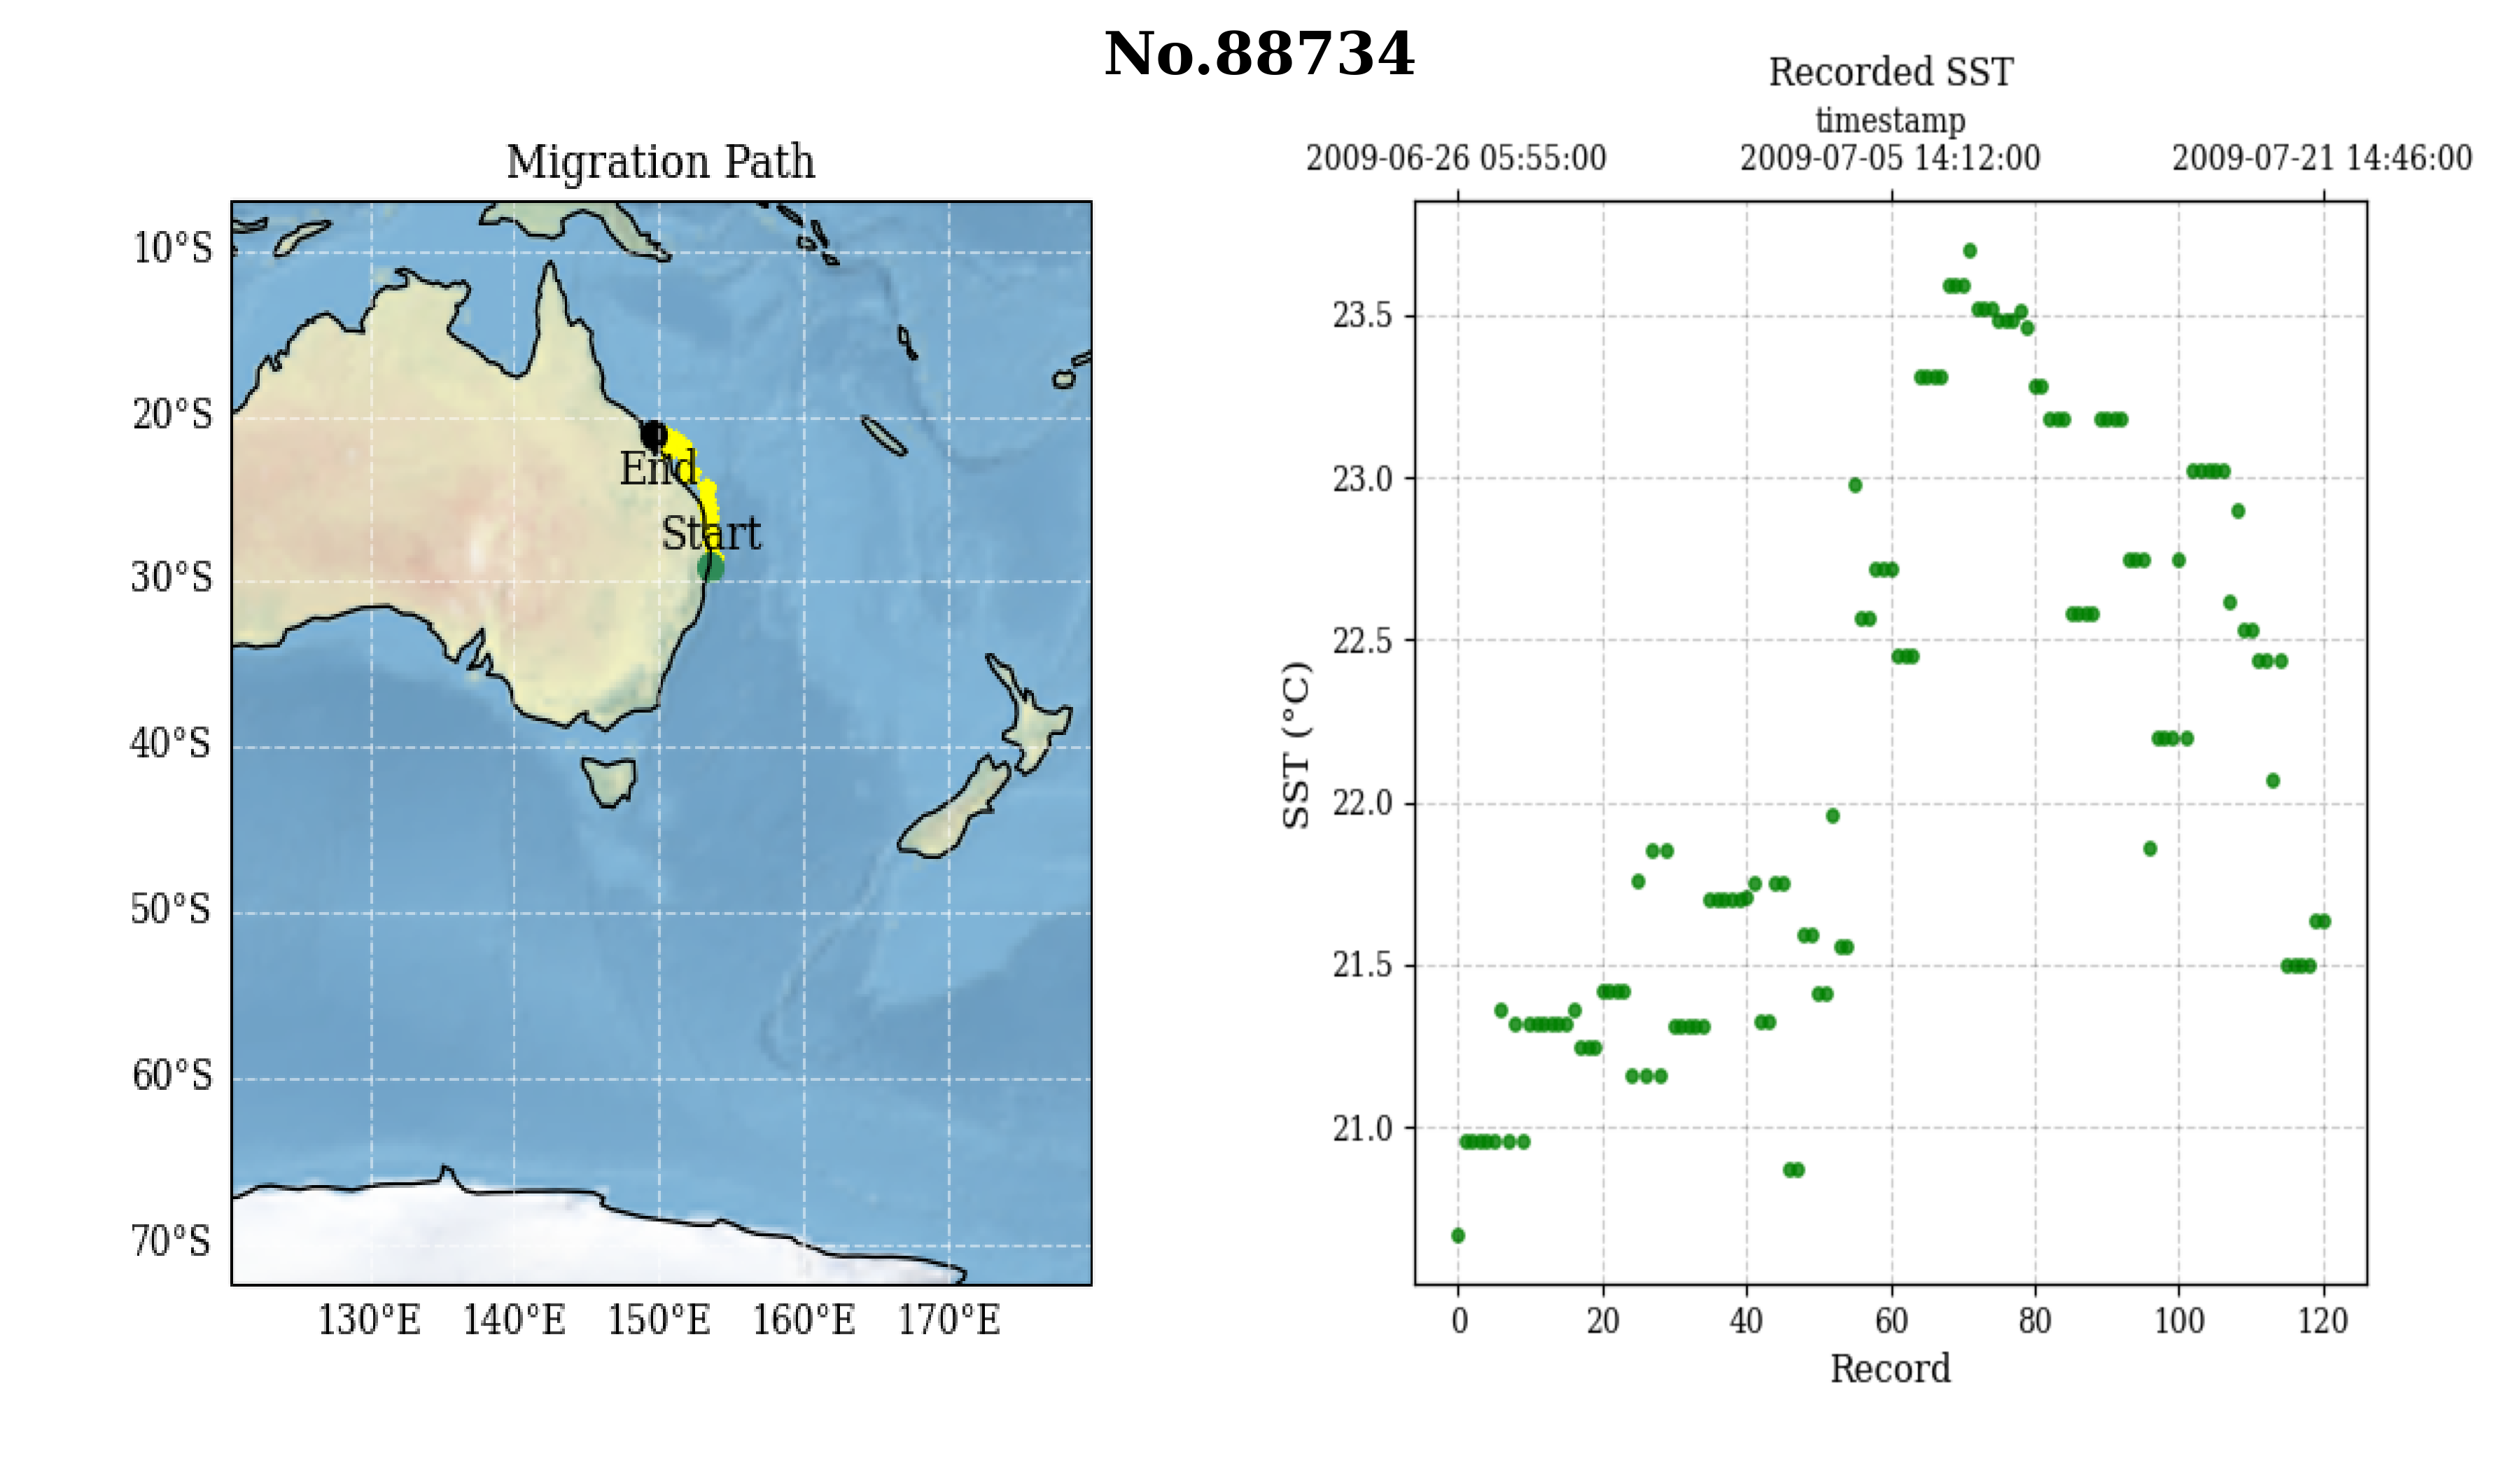 No.88734
Migration Path
10°S
20°S
30°S
40°S
50°S
60°S
70°S
130°E 140°E 150°E 160°E 170°E
End
Start
Recorded SST
timestamp
2009-06-26 05:55:00 2009-07-05 14:12:00 2009-07-21 14:46:00
SST (°C)
23.5
23.0
22.5
22.0
21.5
21.0
0 20 40 60 80 100 120
Record